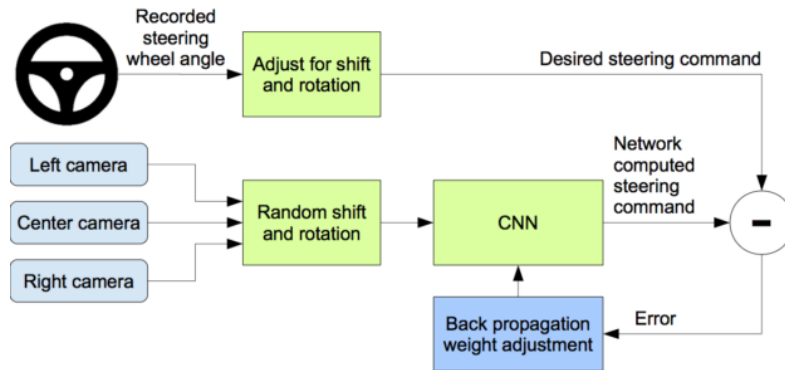 Recorded
steering
wheel angle
Adjust for shift
and rotation
Desired steering command
Left camera
Center camera
Right camera
Random shift
and rotation
CNN
Network
computed
steering
command
-
Back propagation
weight adjustment
Error